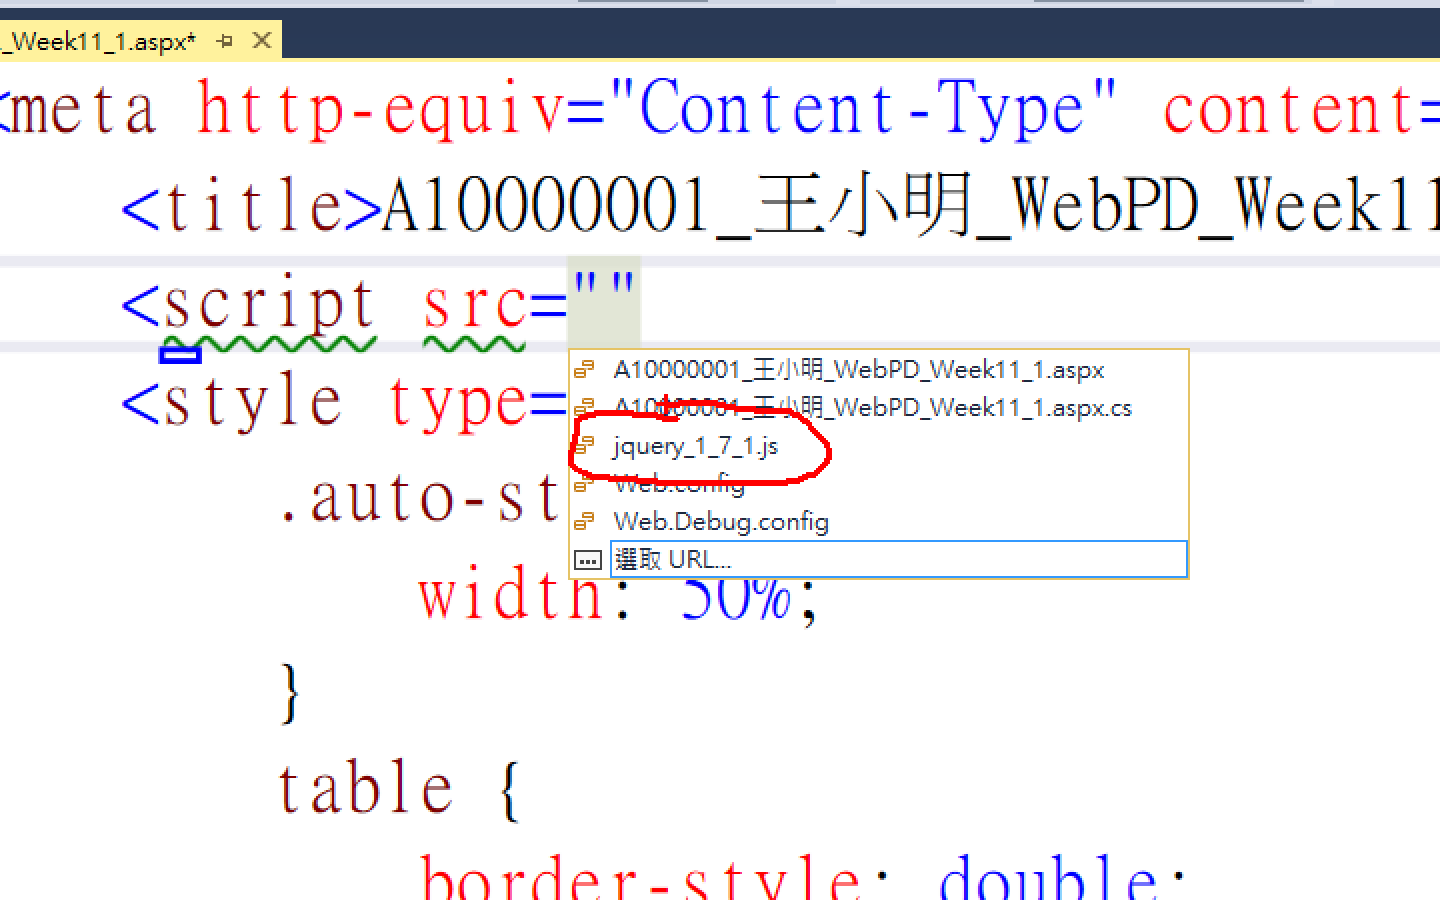 _Week11_1.aspx*
<meta http-equiv="Content-Type" content=
<title>A10000001_王小明_WebPD_Week11
<script src=""
A10000001_王小明_WebPD_Week11_1.aspx
<style type=
A10000001_王小明_WebPD_Week11_1.aspx.cs
jquery_1_7_1.js
.auto-st
Web.config
Web.Debug.config
選取 URL...
width: 50%;
}
table {
border-style: double;